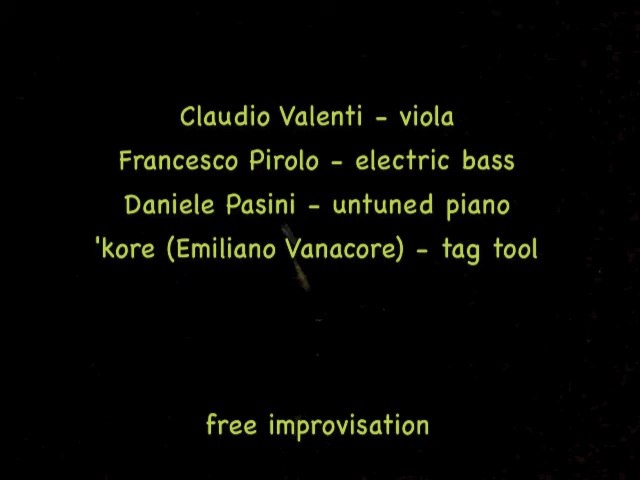 Claudio Valenti - viola
Francesco Pirolo - electric bass
Daniele Pasini - untuned piano
'kore (Emiliano Vanacore) - tag tool
free improvisation